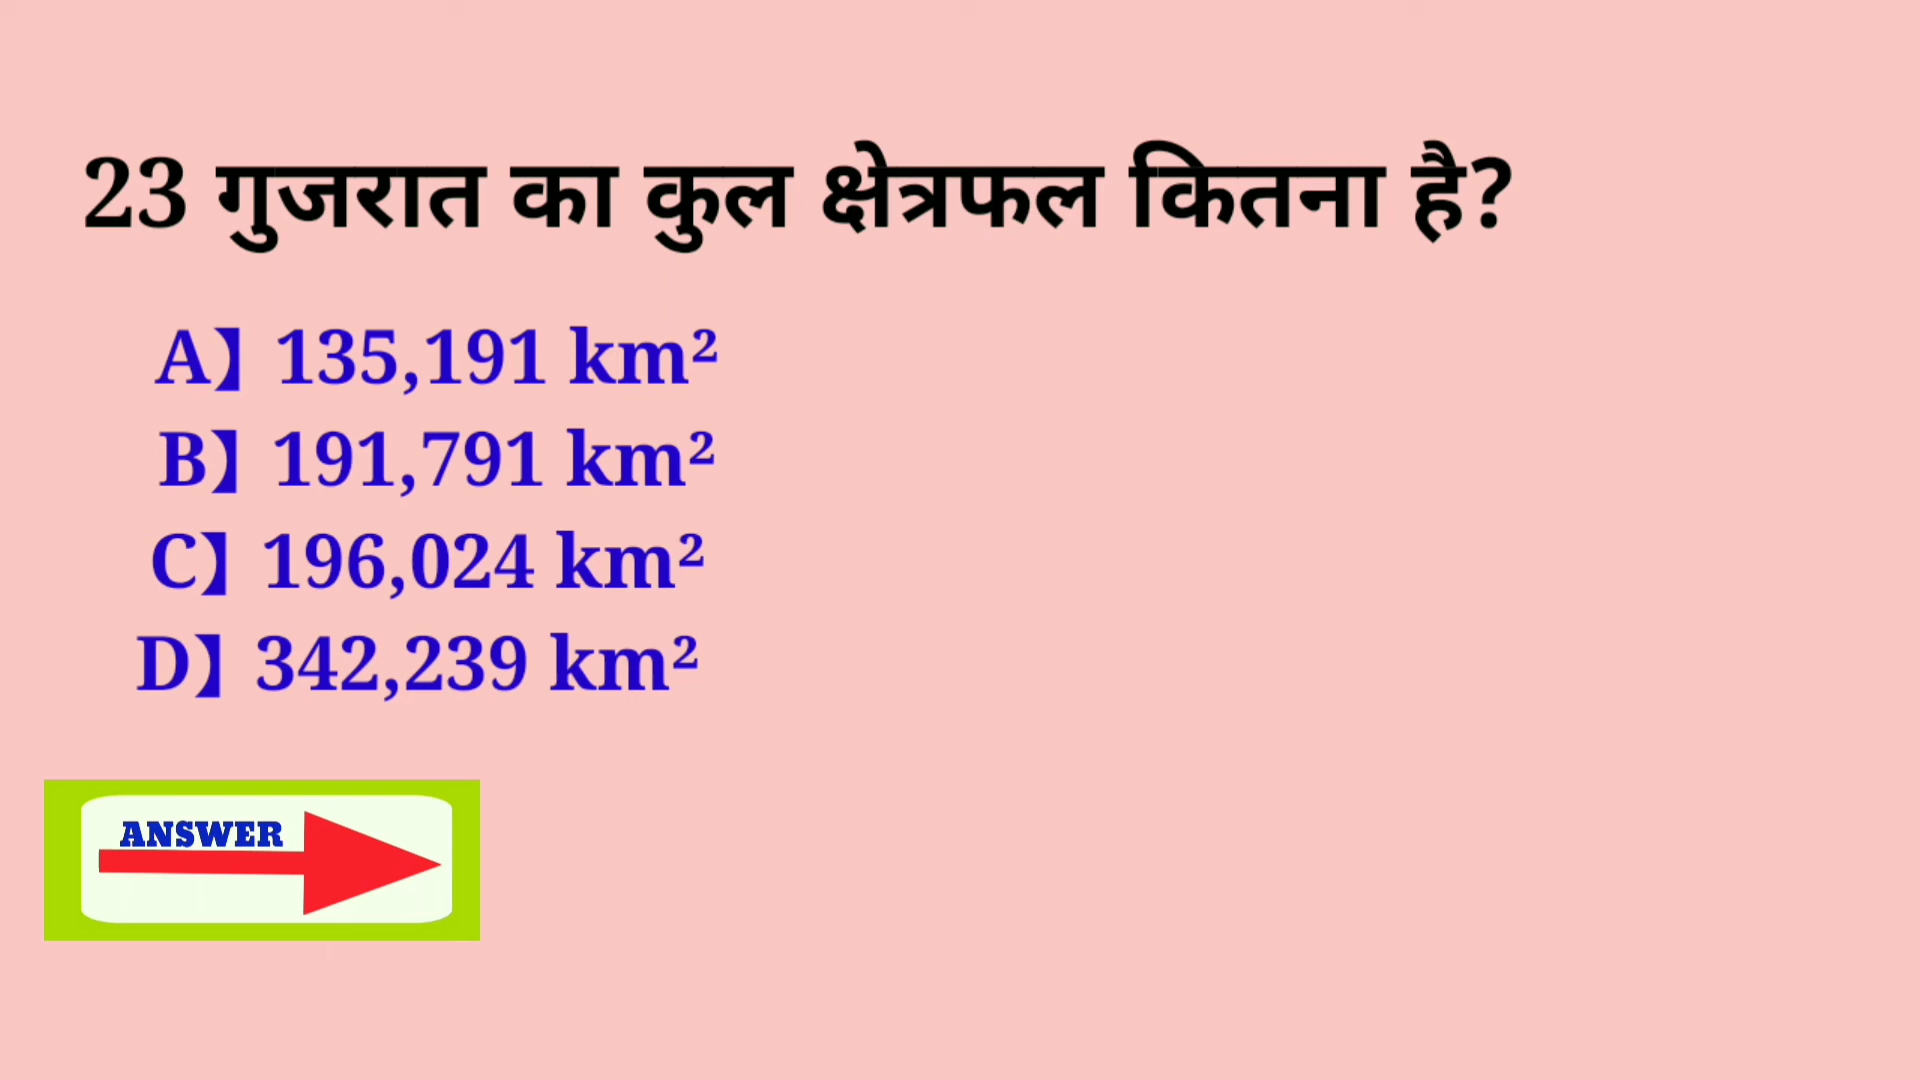 23 गुजरात का कुल क्षेत्रफल कितना है?
A】135,191 km²
B】191,791 km²
C】196,024 km²
D】342,239 km²
ANSWER